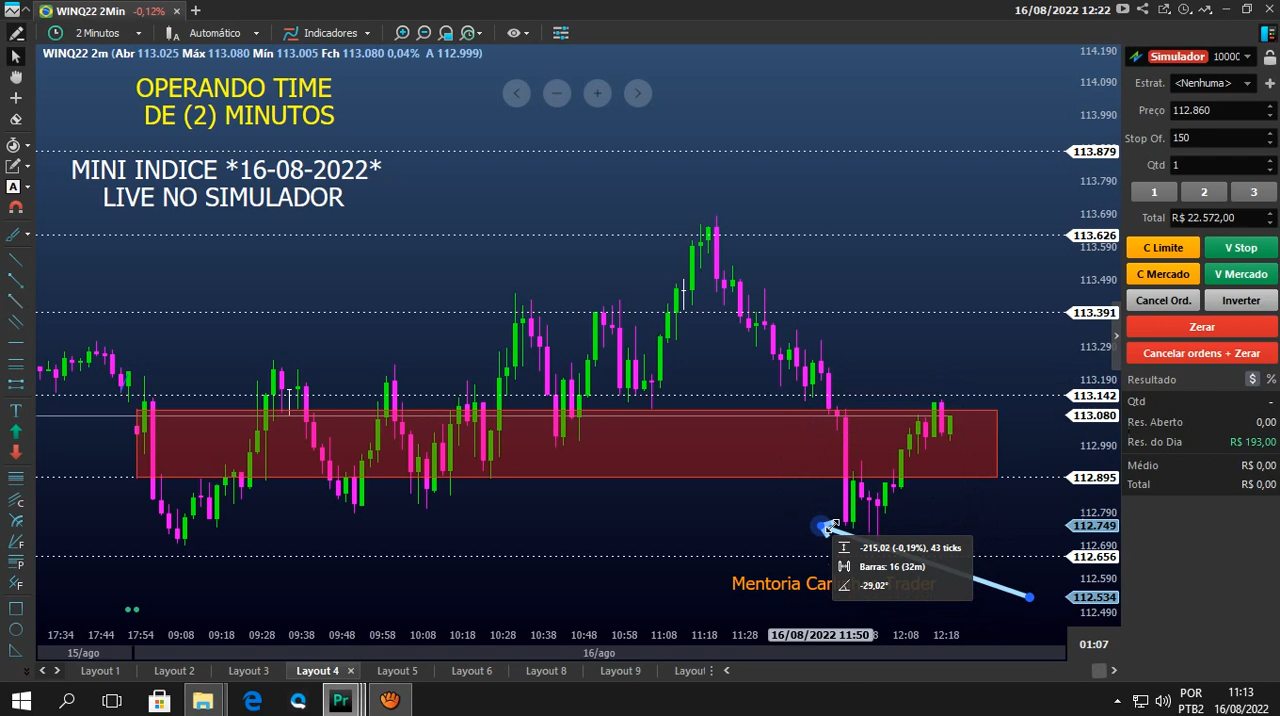 WINQ22 2Min -0,12%
16/08/2022 12:22
2 Minutos
Automático
Indicadores
Simulador 10000
WINQ22 2m (Abr 113.025 Máx 113.080 Mín 113.005 Fch 113.080 0,04% A 112.999)
OPERANDO TIME
DE (2) MINUTOS
MINI INDICE *16-08-2022*
LIVE NO SIMULADOR
114.190
114.090
113.990
113.879
113.790
113.690
113.626
113.590
113.490
113.391
113.290
113.190
113.142
113.080
112.990
112.895
112.790
112.749
112.690
112.656
112.590
112.534
112.490
Estrat. <Nenhuma>
Preço 112.860
Stop Of. 150
Qtd 1
1 2 3
Total R$ 22.572,00
C Limite V Stop
C Mercado V Mercado
Cancel Ord. Inverter
Zerar
Cancelar ordens + Zerar
Resultado $ %
Qtd -
Res. Aberto 0,00
Res. do Dia R$ 193,00
Médio R$ 0,00
Total R$ 0,00
-215,02 (-0,19%), 43 ticks
Barras: 16 (32m)
-29,02°
Mentoria Trader
17:34 17:44 17:54 09:08 09:18 09:28 09:38 09:48 09:58 10:08 10:18 10:28 10:38 10:48 10:58 11:08 11:18 11:28 16/08/2022 11:50 12:08 12:18
01:07
15/ago 16/ago
Layout 1 Layout 2 Layout 3 Layout 4 Layout 5 Layout 6 Layout 7 Layout 8 Layout 9 Layou
Pr
POR
PTB2
11:13
16/08/2022